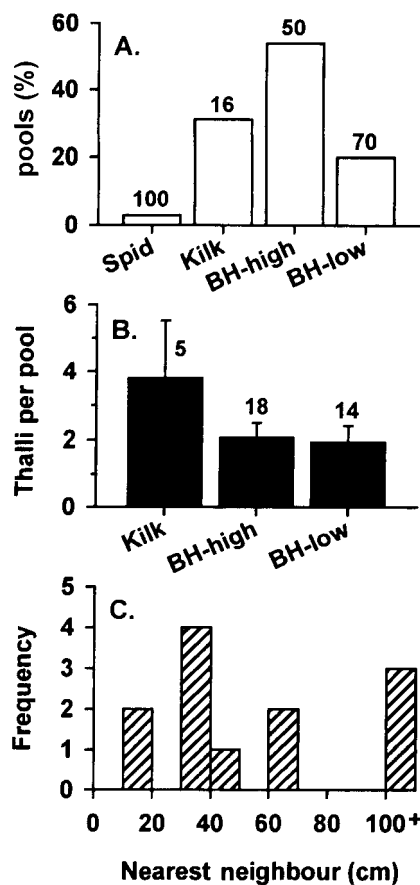 A.
pools (%)
60
40
20
0
100
16
50
70
Spid
Kilk
BH-high
BH-low
B.
Thalli per pool
6
4
2
0
5
18
14
Kilk
BH-high
BH-low
C.
Frequency
5
4
3
2
1
0
0 20 40 60 80 100+
Nearest neighbour (cm)